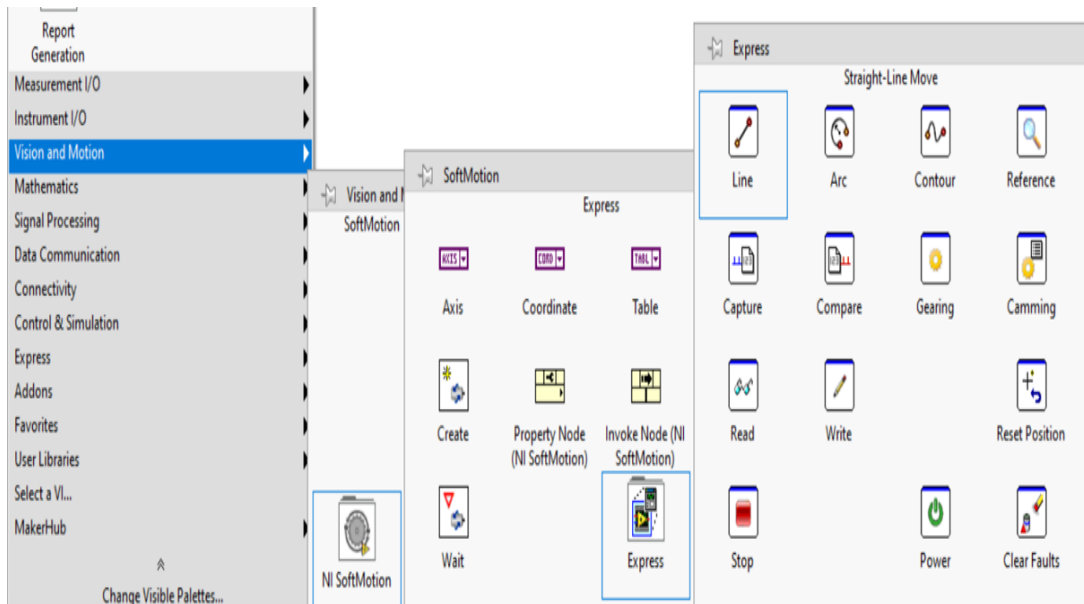 Report
Generation
Measurement I/O
Instrument I/O
Vision and Motion
Mathematics
Signal Processing
Data Communication
Connectivity
Control & Simulation
Express
Addons
Favorites
User Libraries
Select a VI...
MakerHub
Change Visible Palettes...
Vision and
SoftMotion
NI SoftMotion
SoftMotion
Express
AXIS
CORD
TABL
Axis
Coordinate
Table
Create
Property Node
(NI SoftMotion)
Invoke Node (NI
SoftMotion)
Wait
Express
Express
Straight-Line Move
Line
Arc
Contour
Reference
Capture
Compare
Gearing
Camming
Read
Write
Reset Position
Stop
Power
Clear Faults